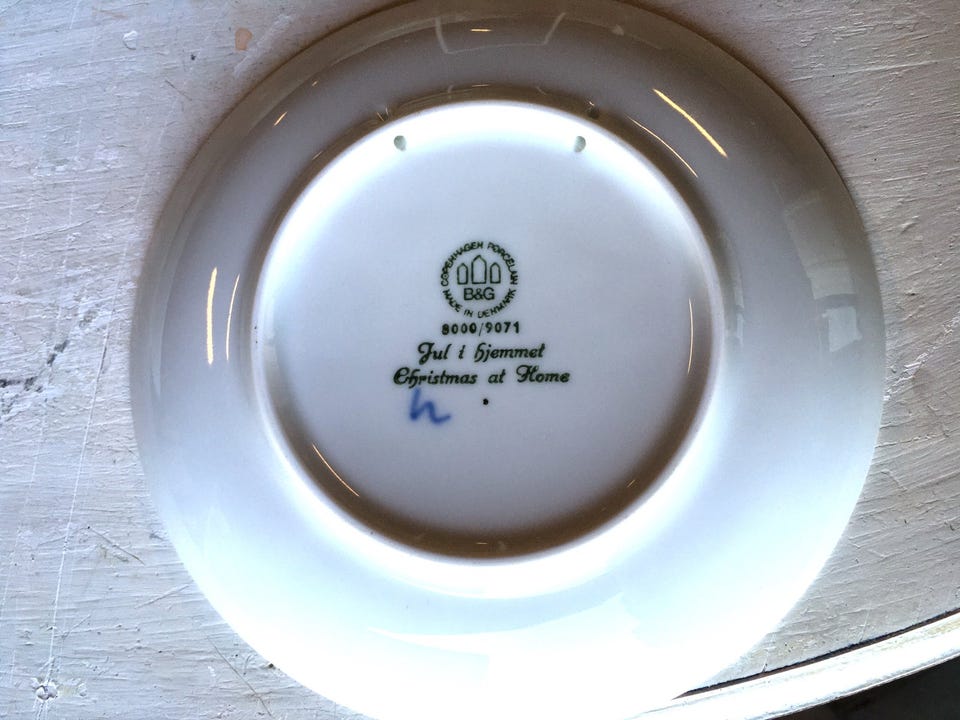 COPENHAGEN PORCELAIN
B&G
MADE IN DENMARK
8000/9071
Jul i hjemmet
Christmas at Home